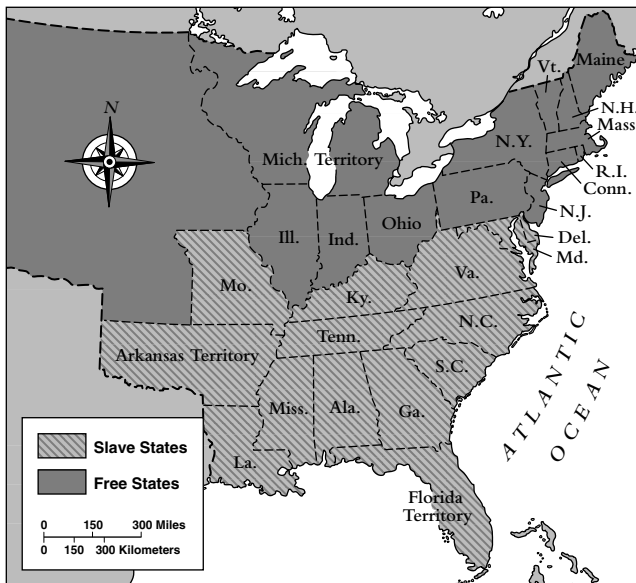 N
Vt.
Maine
N.H.
Mass.
N.Y.
Mich. Territory
R.I.
Conn.
Pa.
N.J.
Ill.
Ind.
Ohio
Del.
Md.
Mo.
Va.
Ky.
N.C.
Tenn.
Arkansas Territory
S.C.
Miss.
Ala.
Ga.
ATLANTIC
OCEAN
La.
Florida
Territory
Slave States
Free States
0 150 300 Miles
0 150 300 Kilometers